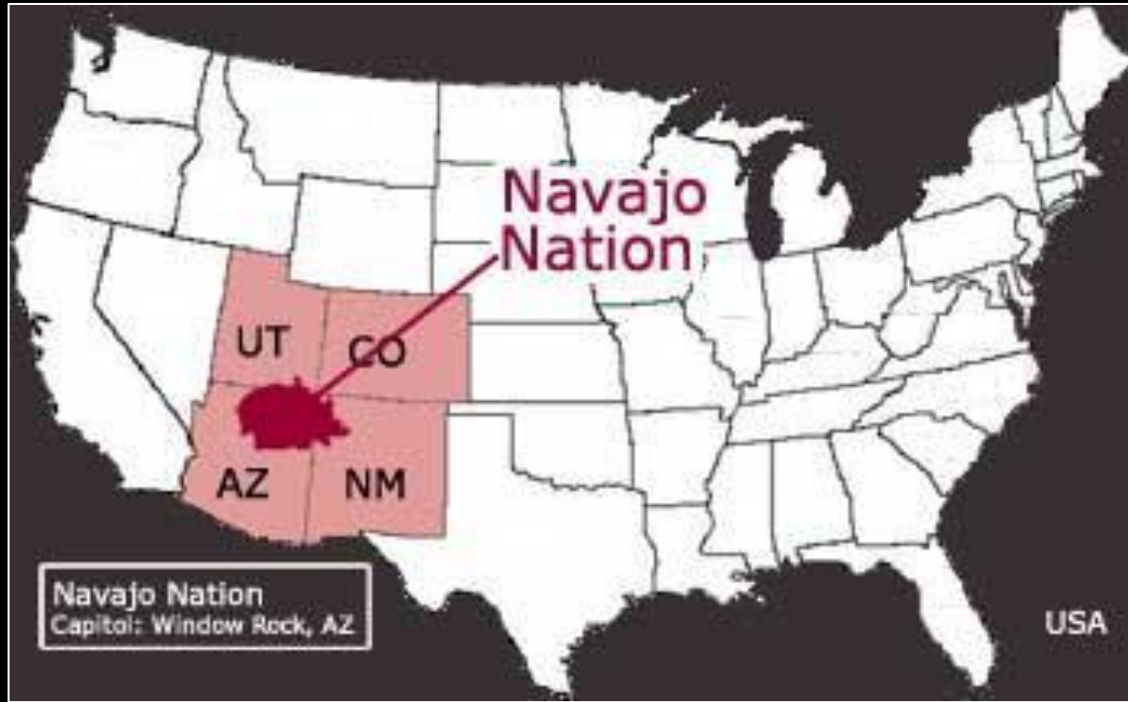 Navajo
Nation
UT
CO
AZ
NM
Navajo Nation
Capitol: Window Rock, AZ
USA